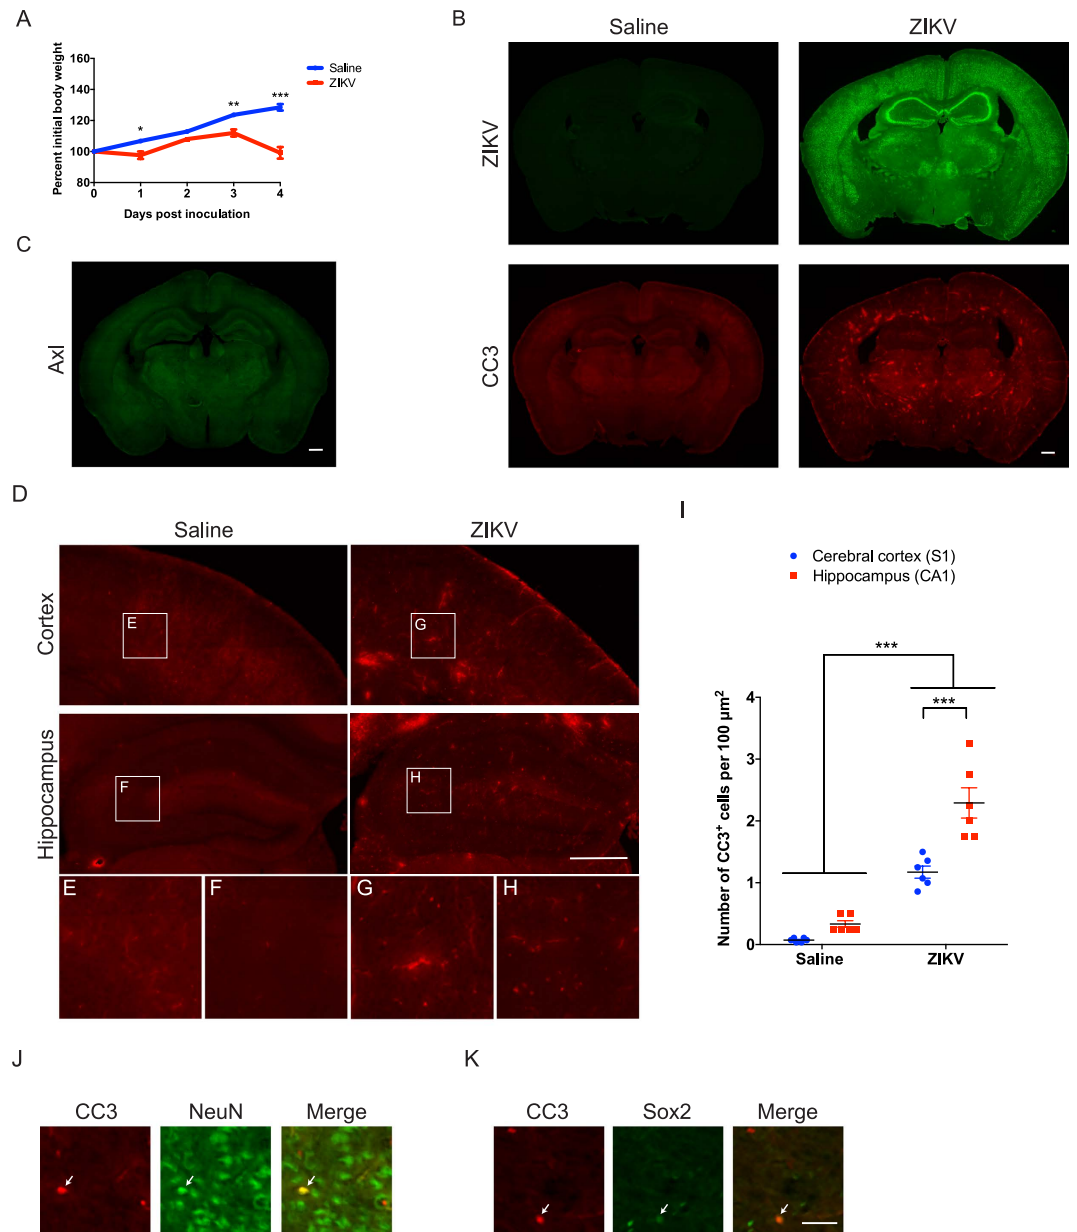 A
Percent initial body weight
160
140
120
100
80
0
1
2
3
4
Days post inoculation
*
**
***
Saline
ZIKV
B
Saline
ZIKV
ZIKV
CC3
C
Axl
D
Saline
ZIKV
Cortex
E
G
Hippocampus
F
H
E
F
G
H
I
Cerebral cortex (S1)
Hippocampus (CA1)
Number of CC3⁺ cells per 100 µm²
4
3
2
1
0
***
***
Saline
ZIKV
J
CC3
NeuN
Merge
K
CC3
Sox2
Merge